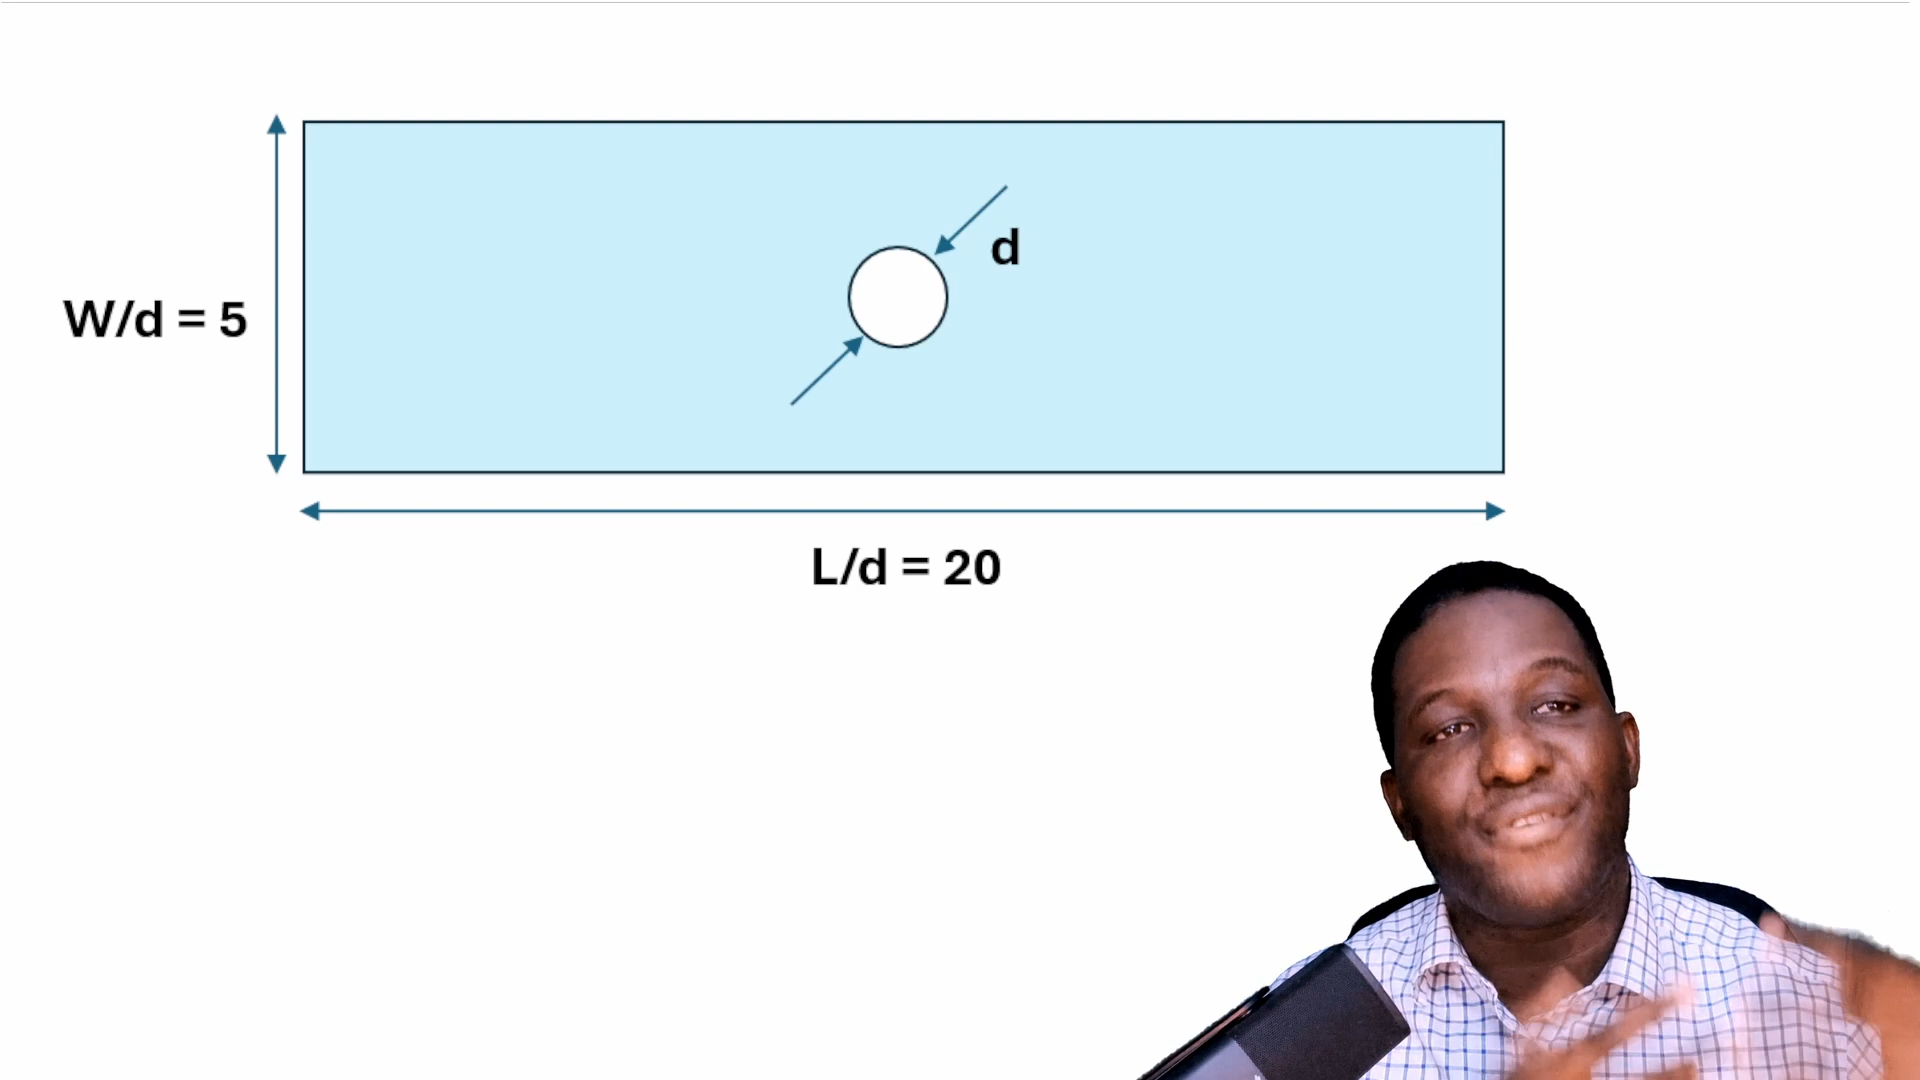 d
W/d = 5
L/d = 20